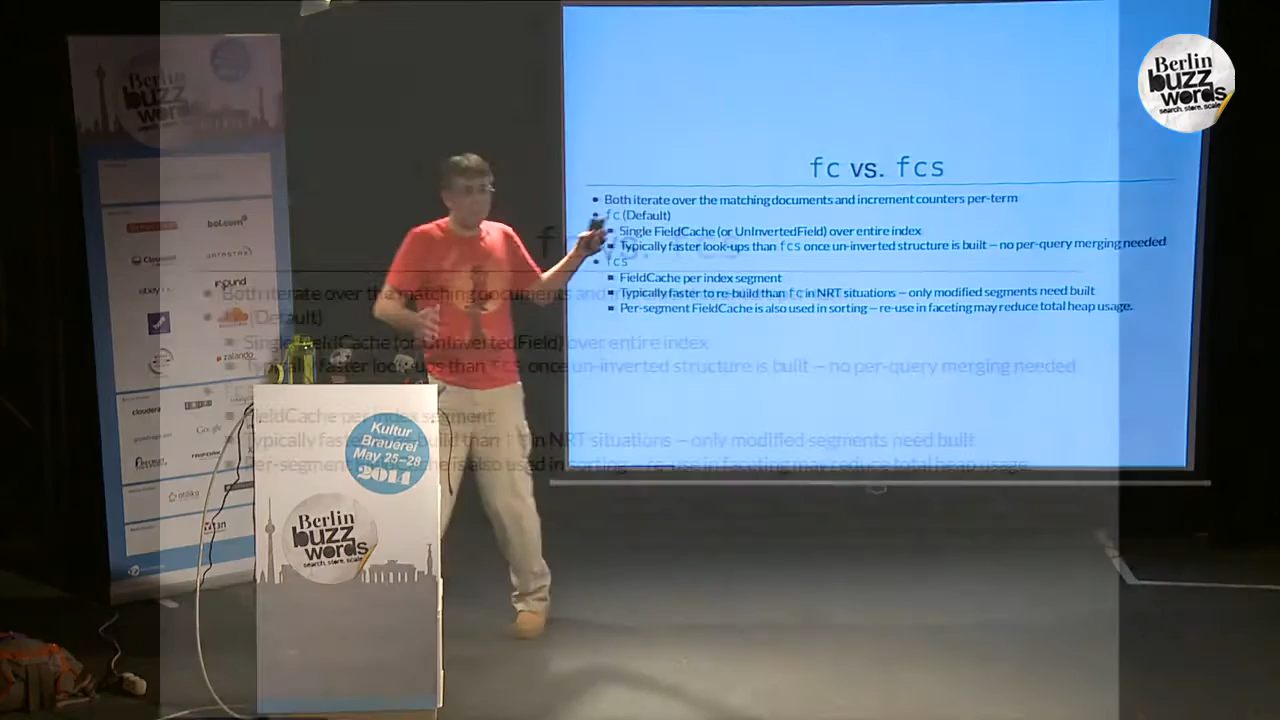 Berlin
buzz
words
search. store. scale.
fc vs. fcs
Both iterate over the matching documents and increment counters per-term
fc (Default)
Single FieldCache (or UnInvertedField) over entire index
Typically faster look-ups than fcs once un-inverted structure is built – no per-query merging needed
fcs
FieldCache per index segment
Typically faster to re-build than fc in NRT situations – only modified segments need built
Per-segment FieldCache is also used in sorting – re-use in faceting may reduce total heap usage.
bol.com
cloudera
Google
zalando
Kultur
Brauerei
May 25–28
2014
Berlin
buzz
words
search. store. scale.